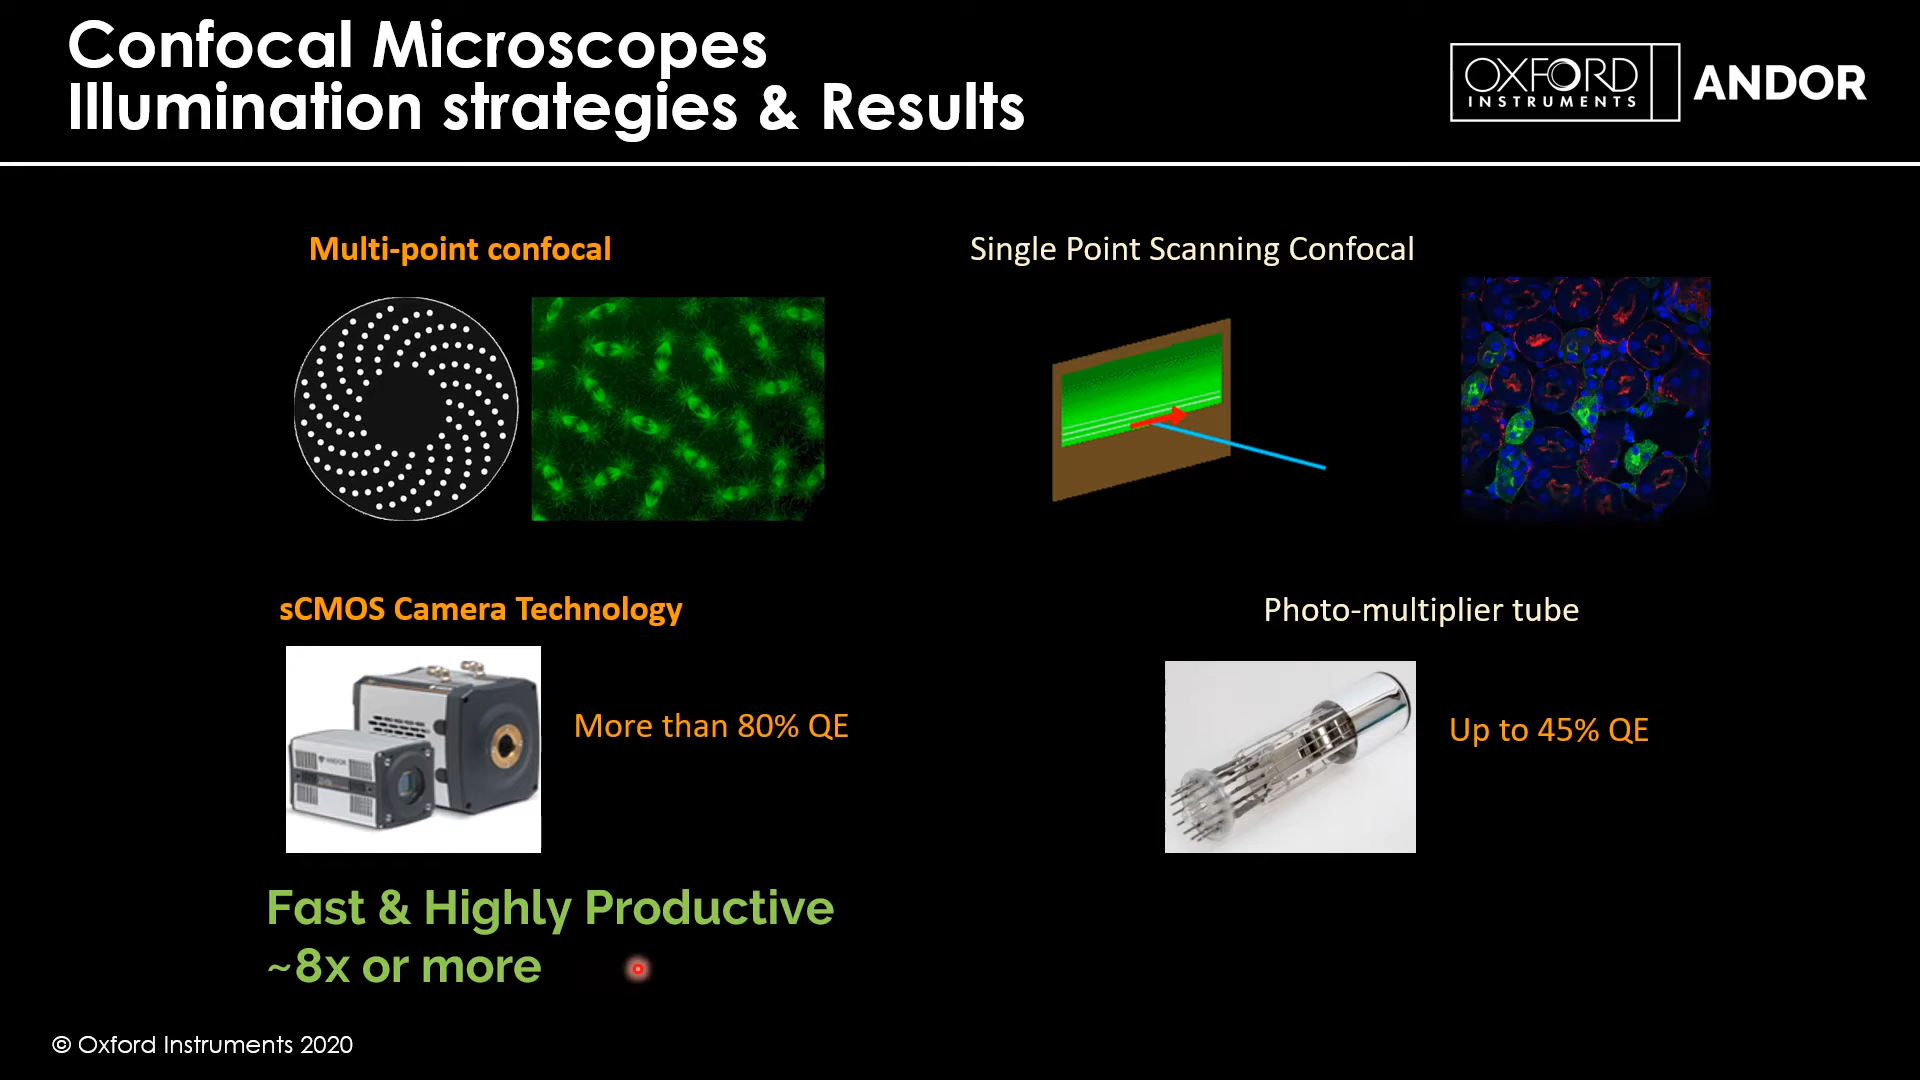 Confocal Microscopes
Illumination strategies & Results
OXFORD
INSTRUMENTS
ANDOR
Multi-point confocal
Single Point Scanning Confocal
sCMOS Camera Technology
Photo-multiplier tube
More than 80% QE
Up to 45% QE
Fast & Highly Productive
~8x or more
© Oxford Instruments 2020